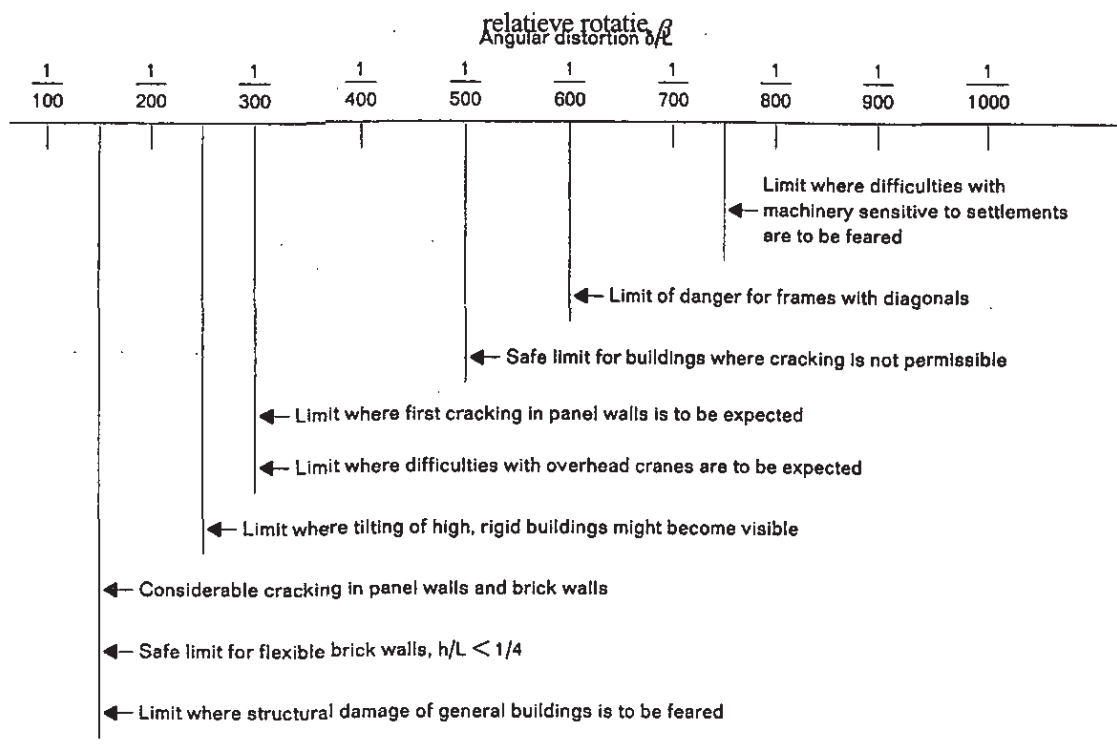 relatieve rotatie β
Angular distortion δ/L
1/100 1/200 1/300 1/400 1/500 1/600 1/700 1/800 1/900 1/1000
Limit where difficulties with
machinery sensitive to settlements
are to be feared
Limit of danger for frames with diagonals
Safe limit for buildings where cracking is not permissible
Limit where first cracking in panel walls is to be expected
Limit where difficulties with overhead cranes are to be expected
Limit where tilting of high, rigid buildings might become visible
Considerable cracking in panel walls and brick walls
Safe limit for flexible brick walls, h/L < 1/4
Limit where structural damage of general buildings is to be feared